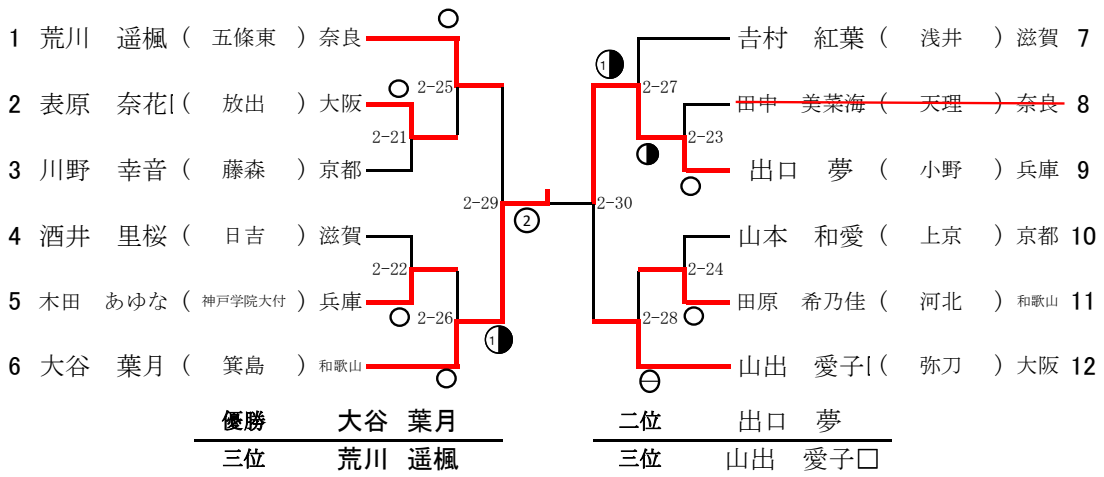 1 荒川 遥楓 ( 五條東 ) 奈良
2 表原 奈花 ( 放出 ) 大阪
3 川野 幸音 ( 藤森 ) 京都
4 酒井 里桜 ( 日吉 ) 滋賀
5 木田 あゆな ( 神戸学院大付 ) 兵庫
6 大谷 葉月 ( 箕島 ) 和歌山
2-25
2-21
2-29
2-22
2-26
1
2
1
2-27
2-23
2-30
2-24
2-28
𠮷村 紅葉 ( 浅井 ) 滋賀 7
田中 美菜海 ( 天理 ) 奈良 8
出口 夢 ( 小野 ) 兵庫 9
山本 和愛 ( 上京 ) 京都 10
田原 希乃佳 ( 河北 ) 和歌山 11
山出 愛子 ( 弥刀 ) 大阪 12
優勝 大谷 葉月
三位 荒川 遥楓
二位 出口 夢
三位 山出 愛子□